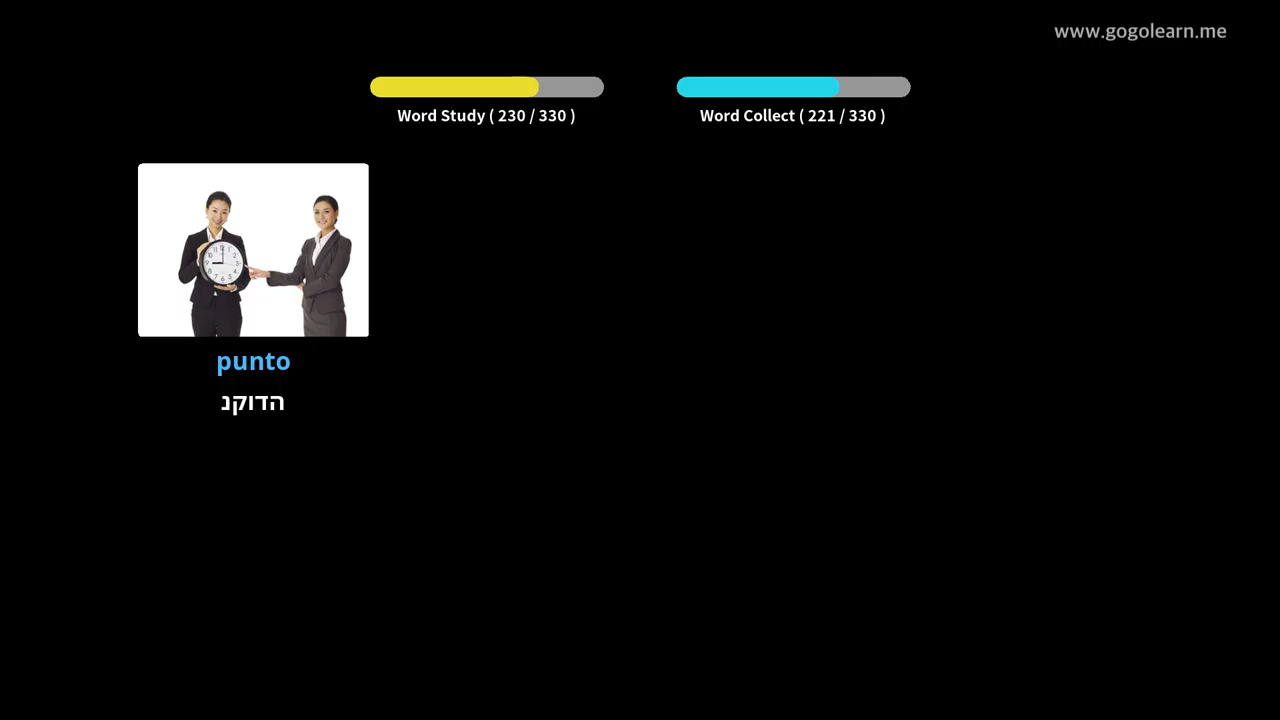 www.gogolearn.me
Word Study ( 230 / 330 )
Word Collect ( 221 / 330 )
punto
הדוקנ